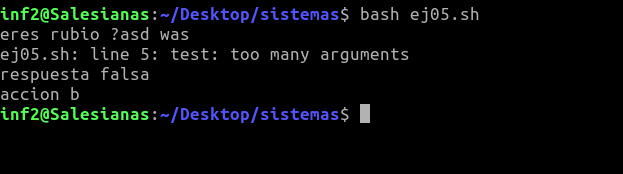 inf2@Salesianas:~/Desktop/sistemas$ bash ej05.sh
eres rubio ?asd was
ej05.sh: line 5: test: too many arguments
respuesta falsa
accion b
inf2@Salesianas:~/Desktop/sistemas$